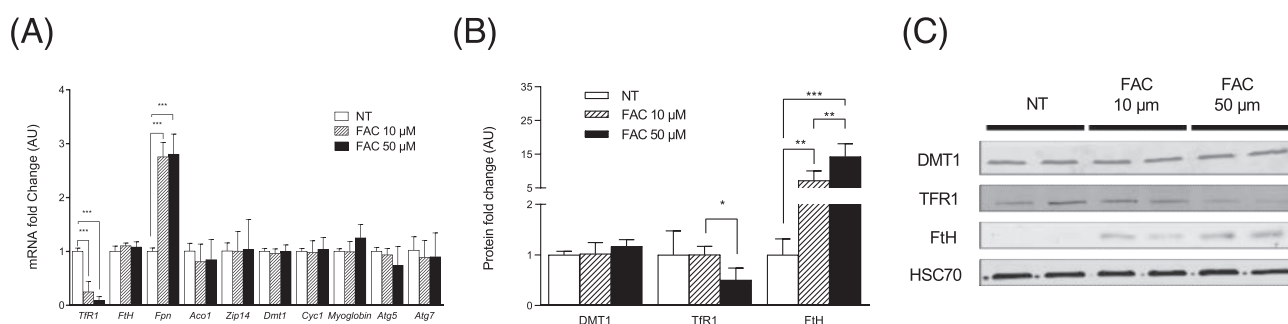 (A)
mRNA fold Change (AU)
4
3
2
1
0
***
***
***
***
NT
FAC 10 µM
FAC 50 µM
TfR1 FtH Fpn Aco1 Zip14 Dmt1 Cyc1 Myoglobin Atg5 Atg7
(B)
Protein fold change (AU)
35
25
15
5
2
1
0
NT
FAC 10 µM
FAC 50 µM
*
***
**
**
DMT1 TfR1 FtH
(C)
NT
FAC
10 µm
FAC
50 µm
DMT1
TFR1
FtH
HSC70